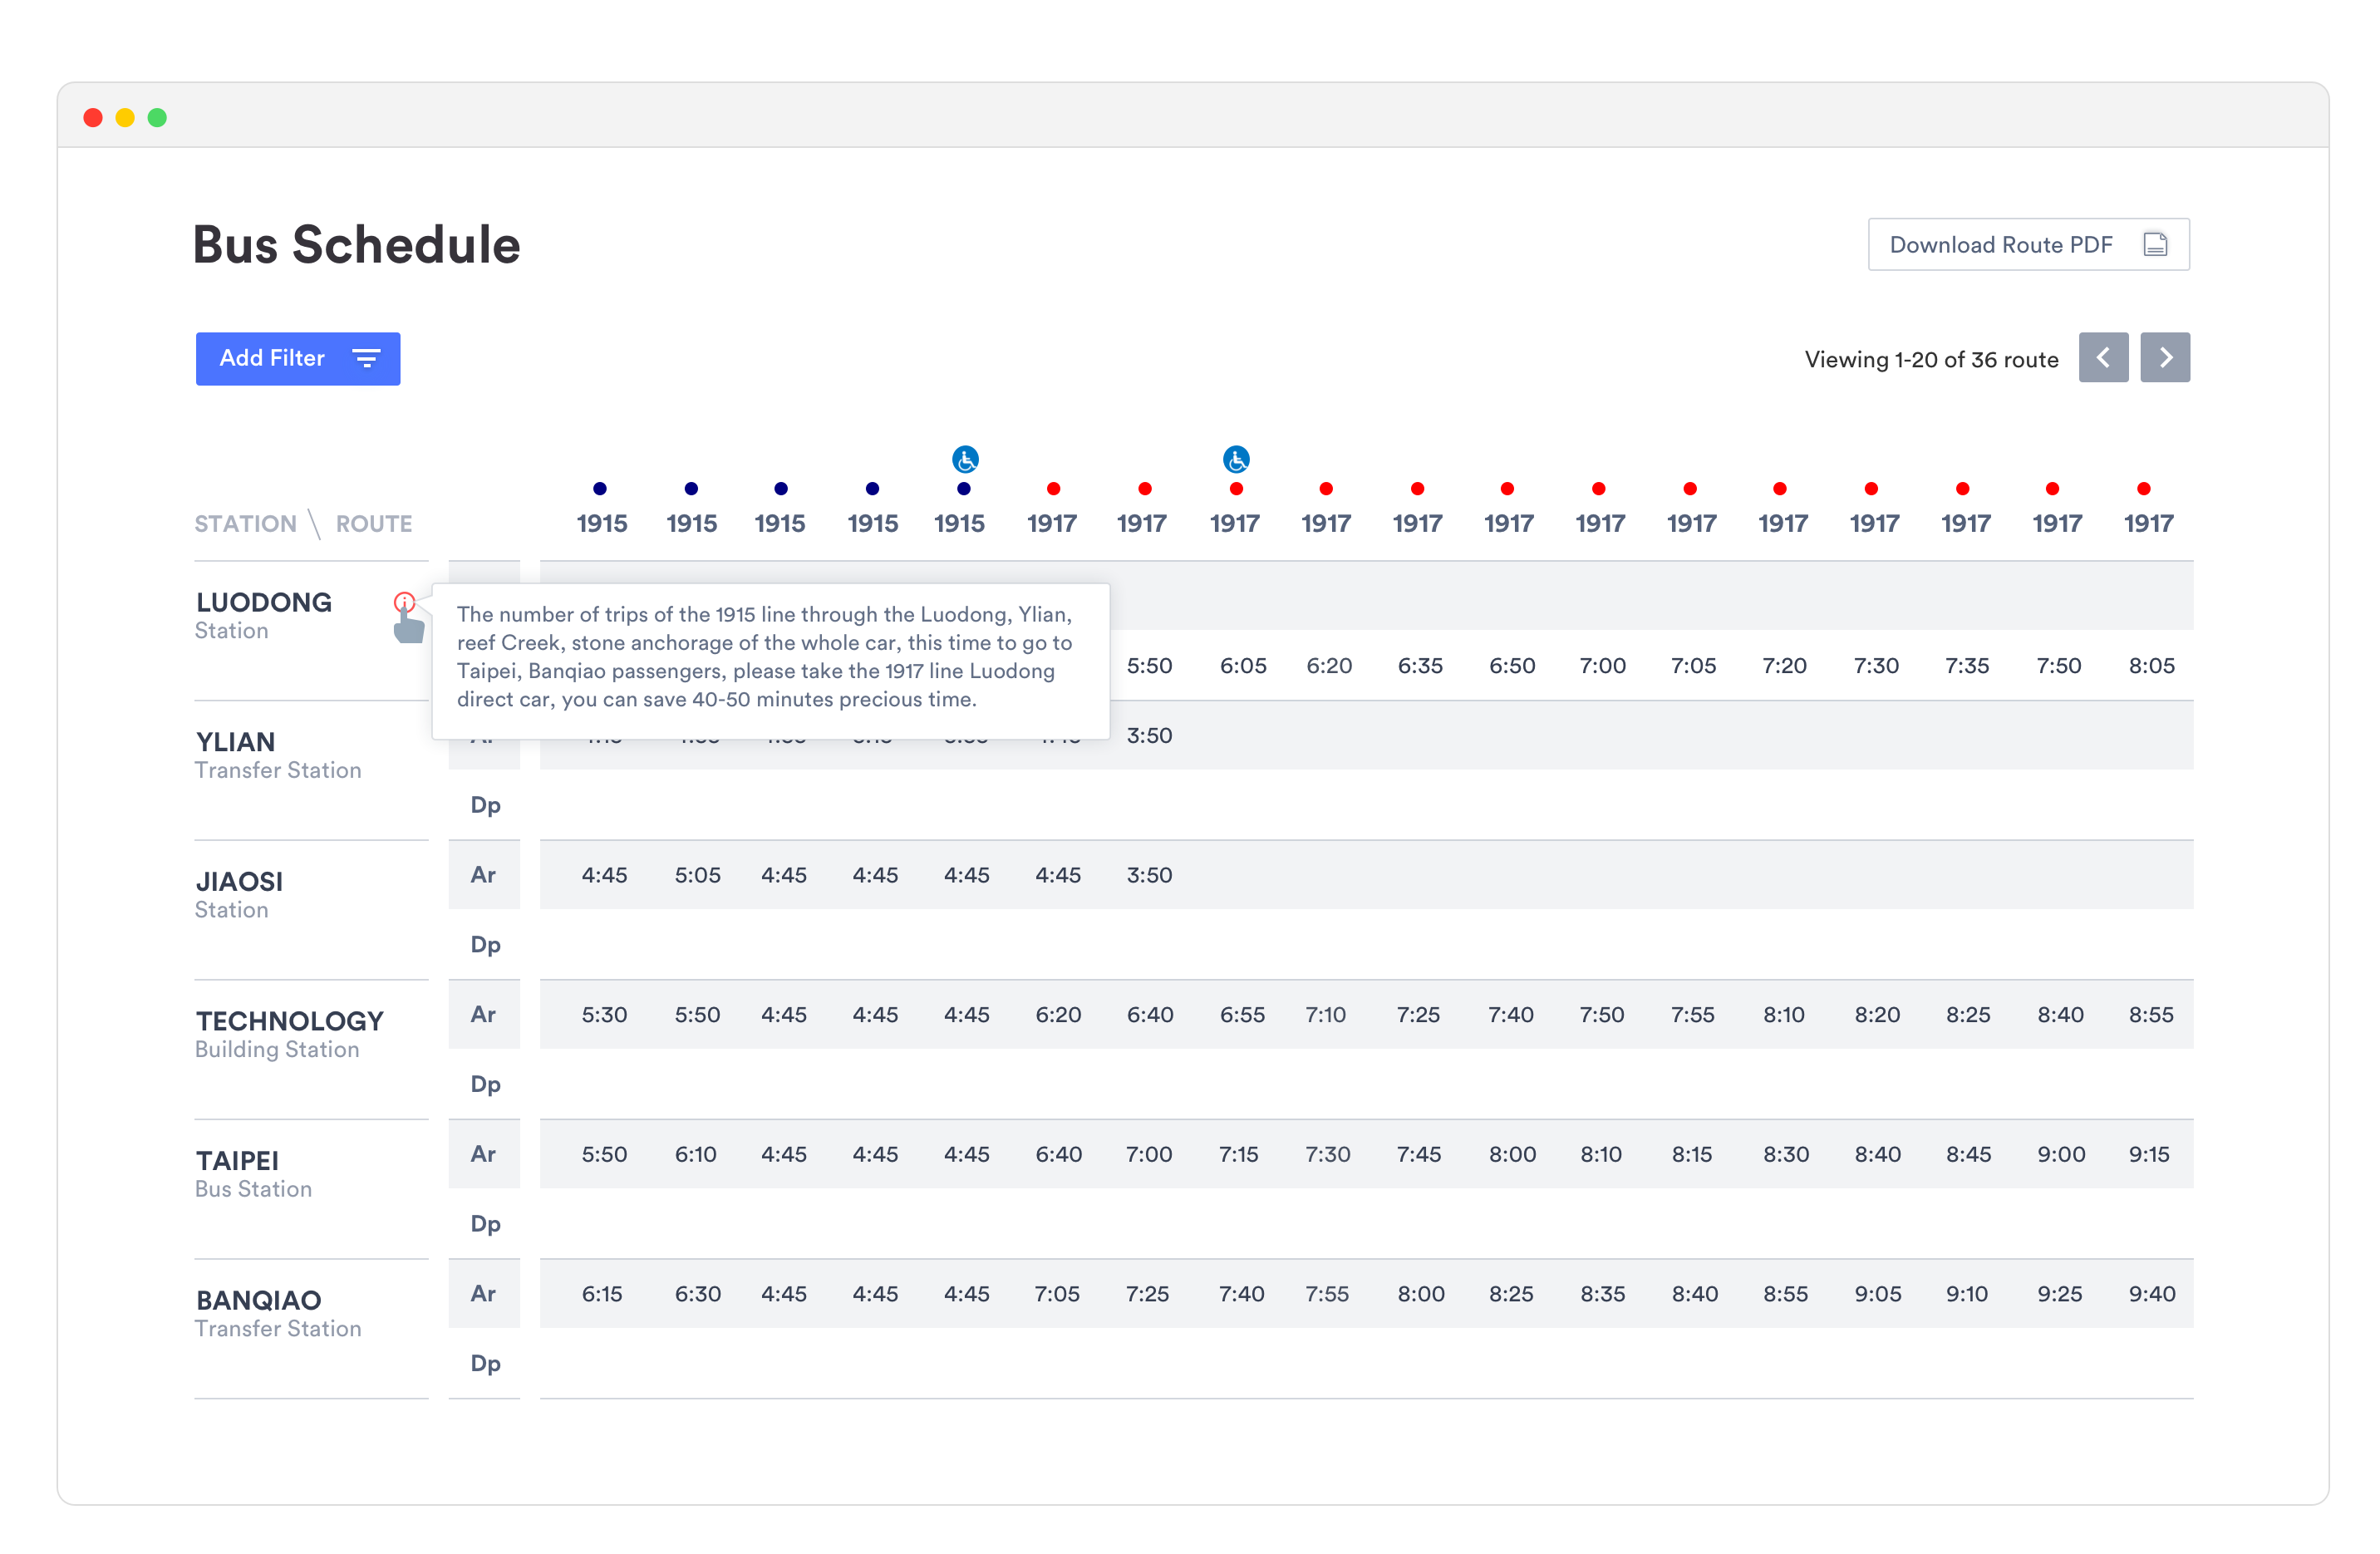 Bus Schedule
Download Route PDF
Add Filter
Viewing 1-20 of 36 route
STATION \ ROUTE 1915 1915 1915 1915 1915 1917 1917 1917 1917 1917 1917 1917 1917 1917 1917 1917 1917 1917
LUODONG
Station
The number of trips of the 1915 line through the Luodong, Ylian,
reef Creek, stone anchorage of the whole car, this time to go to
Taipei, Banqiao passengers, please take the 1917 line Luodong
direct car, you can save 40-50 minutes precious time.
5:50 6:05 6:20 6:35 6:50 7:00 7:05 7:20 7:30 7:35 7:50 8:05
YLIAN
Transfer Station
3:50
Dp
JIAOSI
Station
Ar 4:45 5:05 4:45 4:45 4:45 4:45 3:50
Dp
TECHNOLOGY
Building Station
Ar 5:30 5:50 4:45 4:45 4:45 6:20 6:40 6:55 7:10 7:25 7:40 7:50 7:55 8:10 8:20 8:25 8:40 8:55
Dp
TAIPEI
Bus Station
Ar 5:50 6:10 4:45 4:45 4:45 6:40 7:00 7:15 7:30 7:45 8:00 8:10 8:15 8:30 8:40 8:45 9:00 9:15
Dp
BANQIAO
Transfer Station
Ar 6:15 6:30 4:45 4:45 4:45 7:05 7:25 7:40 7:55 8:00 8:25 8:35 8:40 8:55 9:05 9:10 9:25 9:40
Dp